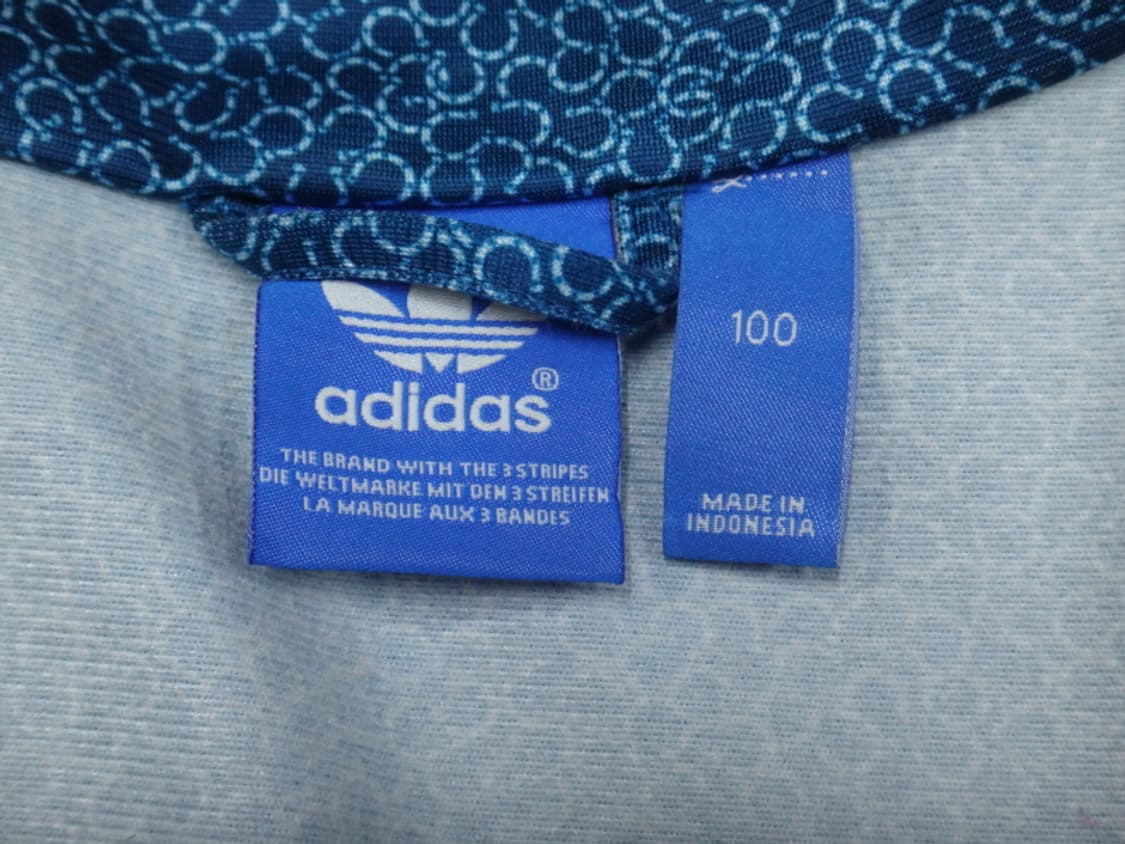 adidas®
THE BRAND WITH THE 3 STRIPES
DIE WELTMARKE MIT DEN 3 STREIFEN
LA MARQUE AUX 3 BANDES
100
MADE IN
INDONESIA